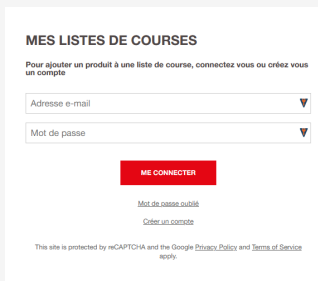 MES LISTES DE COURSES
Pour ajouter un produit à une liste de course, connectez vous ou créez vous
un compte
Adresse e-mail
Mot de passe
ME CONNECTER
Mot de passe oublié
Créer un compte
This site is protected by reCAPTCHA and the Google Privacy Policy and Terms of Service
apply.